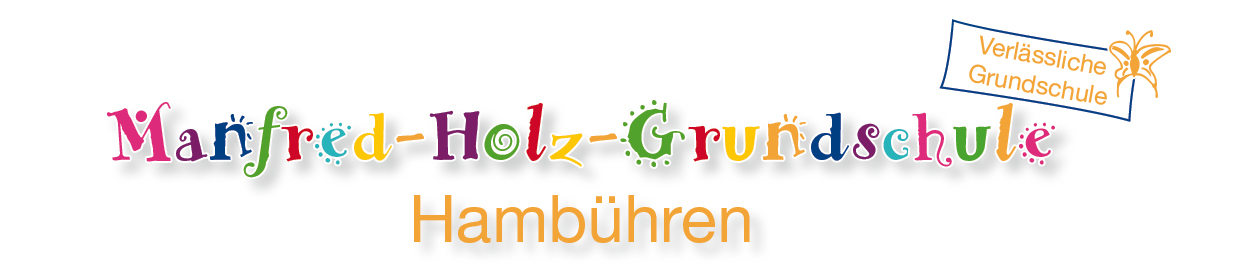 Verlässliche
Grundschule
Manfred-Holz-Grundschule
Hambühren